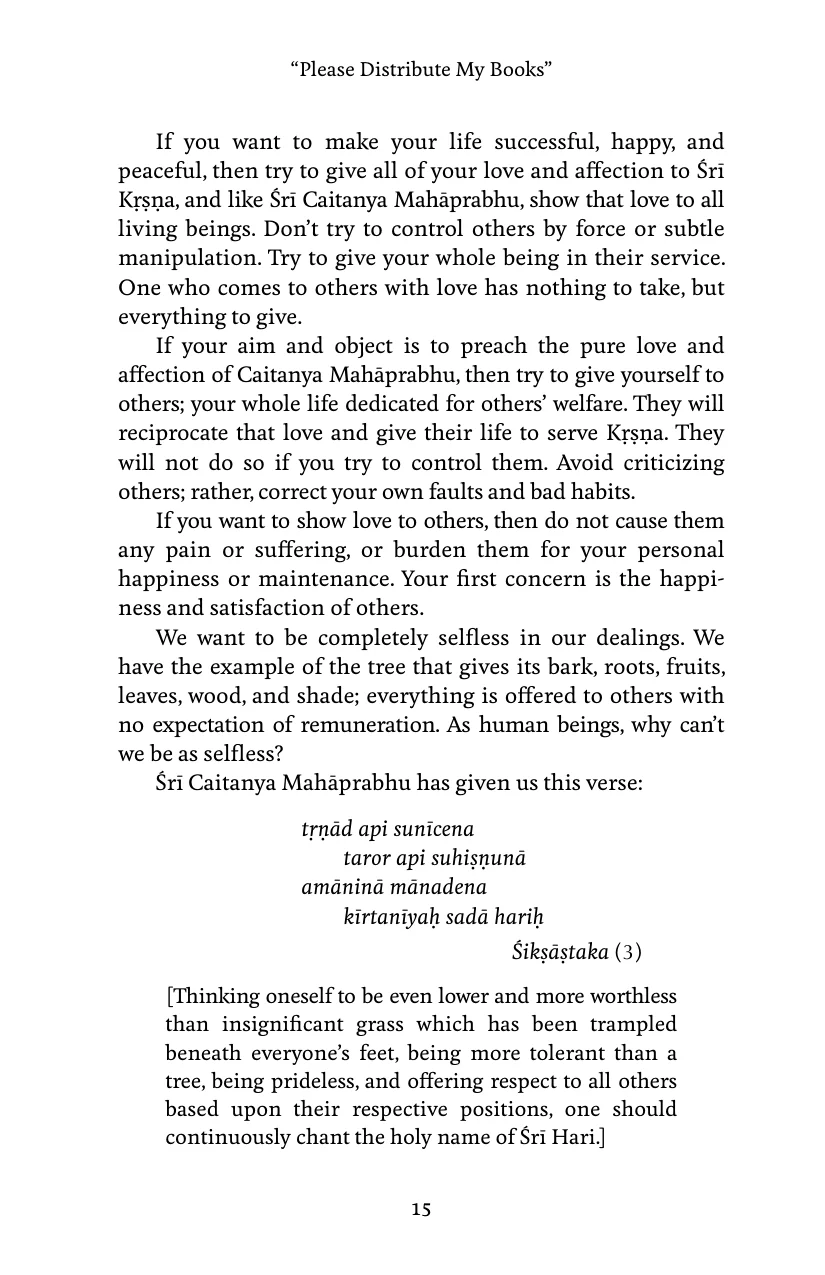 “Please Distribute My Books”
If you want to make your life successful, happy, and
peaceful, then try to give all of your love and affection to Śrī
Kṛṣṇa, and like Śrī Caitanya Mahāprabhu, show that love to all
living beings. Don’t try to control others by force or subtle
manipulation. Try to give your whole being in their service.
One who comes to others with love has nothing to take, but
everything to give.
If your aim and object is to preach the pure love and
affection of Caitanya Mahāprabhu, then try to give yourself to
others; your whole life dedicated for others’ welfare. They will
reciprocate that love and give their life to serve Kṛṣṇa. They
will not do so if you try to control them. Avoid criticizing
others; rather, correct your own faults and bad habits.
If you want to show love to others, then do not cause them
any pain or suffering, or burden them for your personal
happiness or maintenance. Your first concern is the happi-
ness and satisfaction of others.
We want to be completely selfless in our dealings. We
have the example of the tree that gives its bark, roots, fruits,
leaves, wood, and shade; everything is offered to others with
no expectation of remuneration. As human beings, why can’t
we be as selfless?
Śrī Caitanya Mahāprabhu has given us this verse:
tṛṇād api sunīcena
taror api suhiṣṇunā
amāninā mānadena
kīrtanīyaḥ sadā hariḥ
Śikṣāṣtaka (3)
[Thinking oneself to be even lower and more worthless
than insignificant grass which has been trampled
beneath everyone’s feet, being more tolerant than a
tree, being prideless, and offering respect to all others
based upon their respective positions, one should
continuously chant the holy name of Śrī Hari.]
15